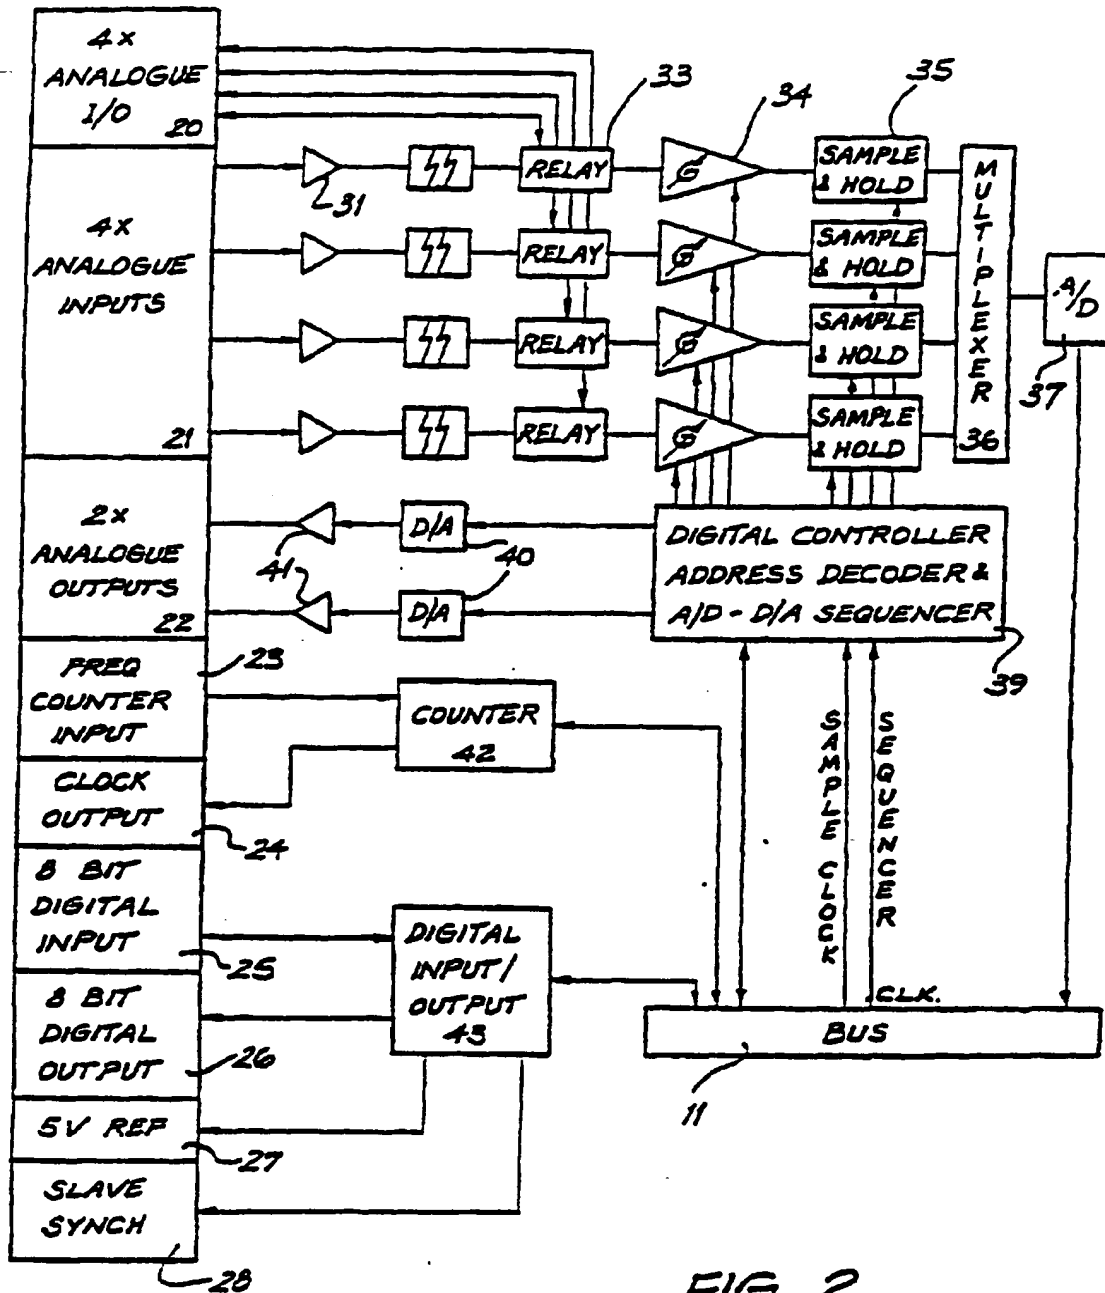 4x
ANALOGUE
I/O
20
4x
ANALOGUE
INPUTS
21
2x
ANALOGUE
OUTPUTS
22
FREQ
COUNTER
INPUT
23
CLOCK
OUTPUT
24
8 BIT
DIGITAL
INPUT
25
8 BIT
DIGITAL
OUTPUT
26
5V REF
27
SLAVE
SYNCH
28
31
RELAY
RELAY
RELAY
RELAY
33
G
G
G
G
34
35
SAMPLE
& HOLD
SAMPLE
& HOLD
SAMPLE
& HOLD
SAMPLE
& HOLD
MULTIPLEXER
36
A/D
37
D/A
40
D/A
41
DIGITAL CONTROLLER
ADDRESS DECODER &
A/D - D/A SEQUENCER
39
COUNTER
42
DIGITAL
INPUT/
OUTPUT
43
SAMPLE CLOCK
SEQUENCER
CLK.
BUS
11
FIG. 2